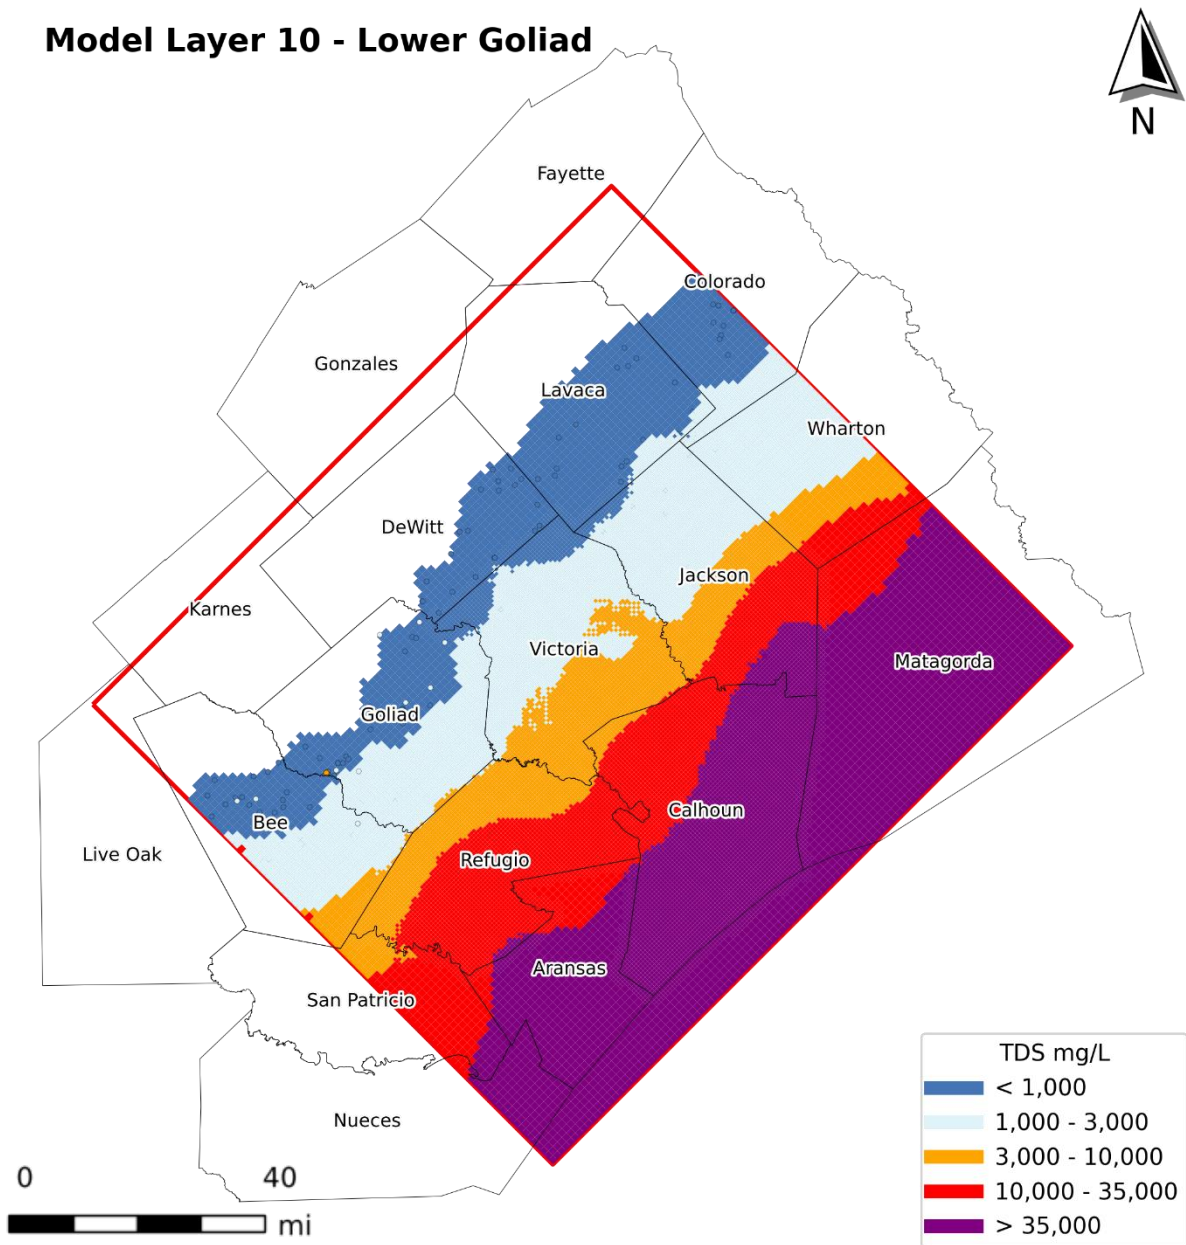 Model Layer 10 - Lower Goliad
N
Fayette
Colorado
Gonzales
Lavaca
Wharton
DeWitt
Jackson
Karnes
Victoria
Matagorda
Goliad
Calhoun
Bee
Live Oak
Refugio
Aransas
San Patricio
Nueces
0 40
mi
TDS mg/L
< 1,000
1,000 - 3,000
3,000 - 10,000
10,000 - 35,000
> 35,000